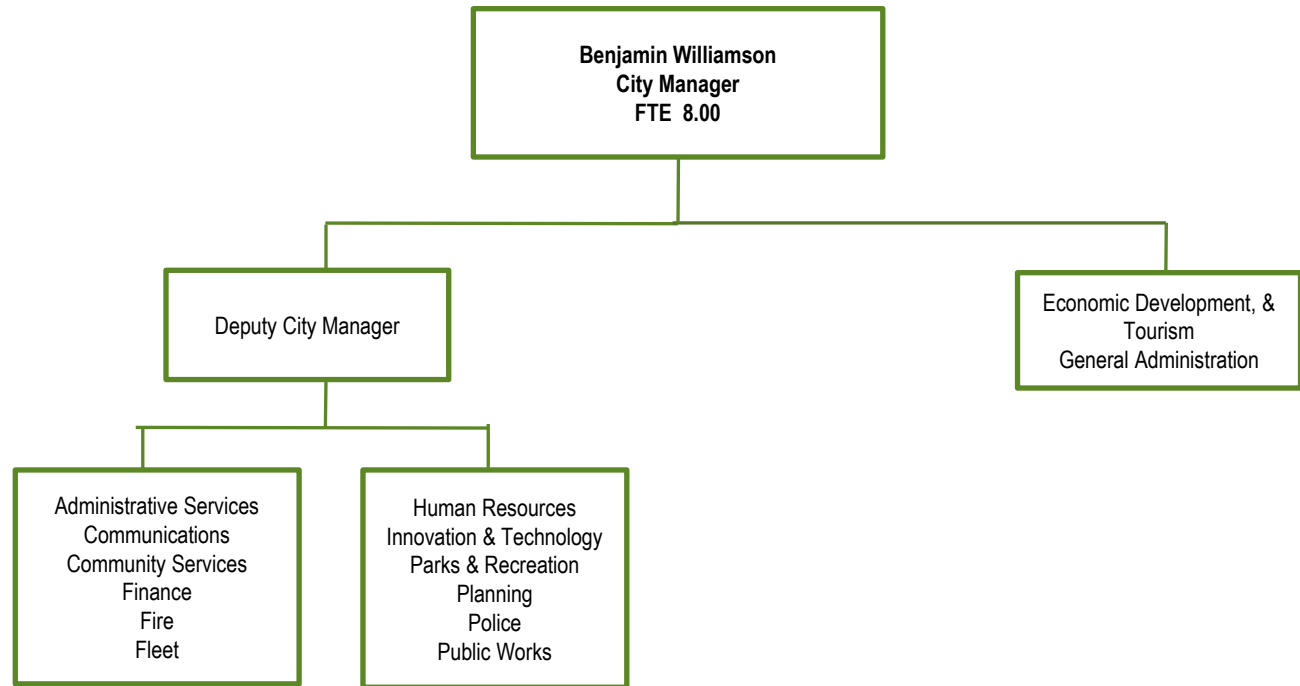 Benjamin Williamson
City Manager
FTE 8.00
Deputy City Manager
Economic Development, &
Tourism
General Administration
Administrative Services
Communications
Community Services
Finance
Fire
Fleet
Human Resources
Innovation & Technology
Parks & Recreation
Planning
Police
Public Works